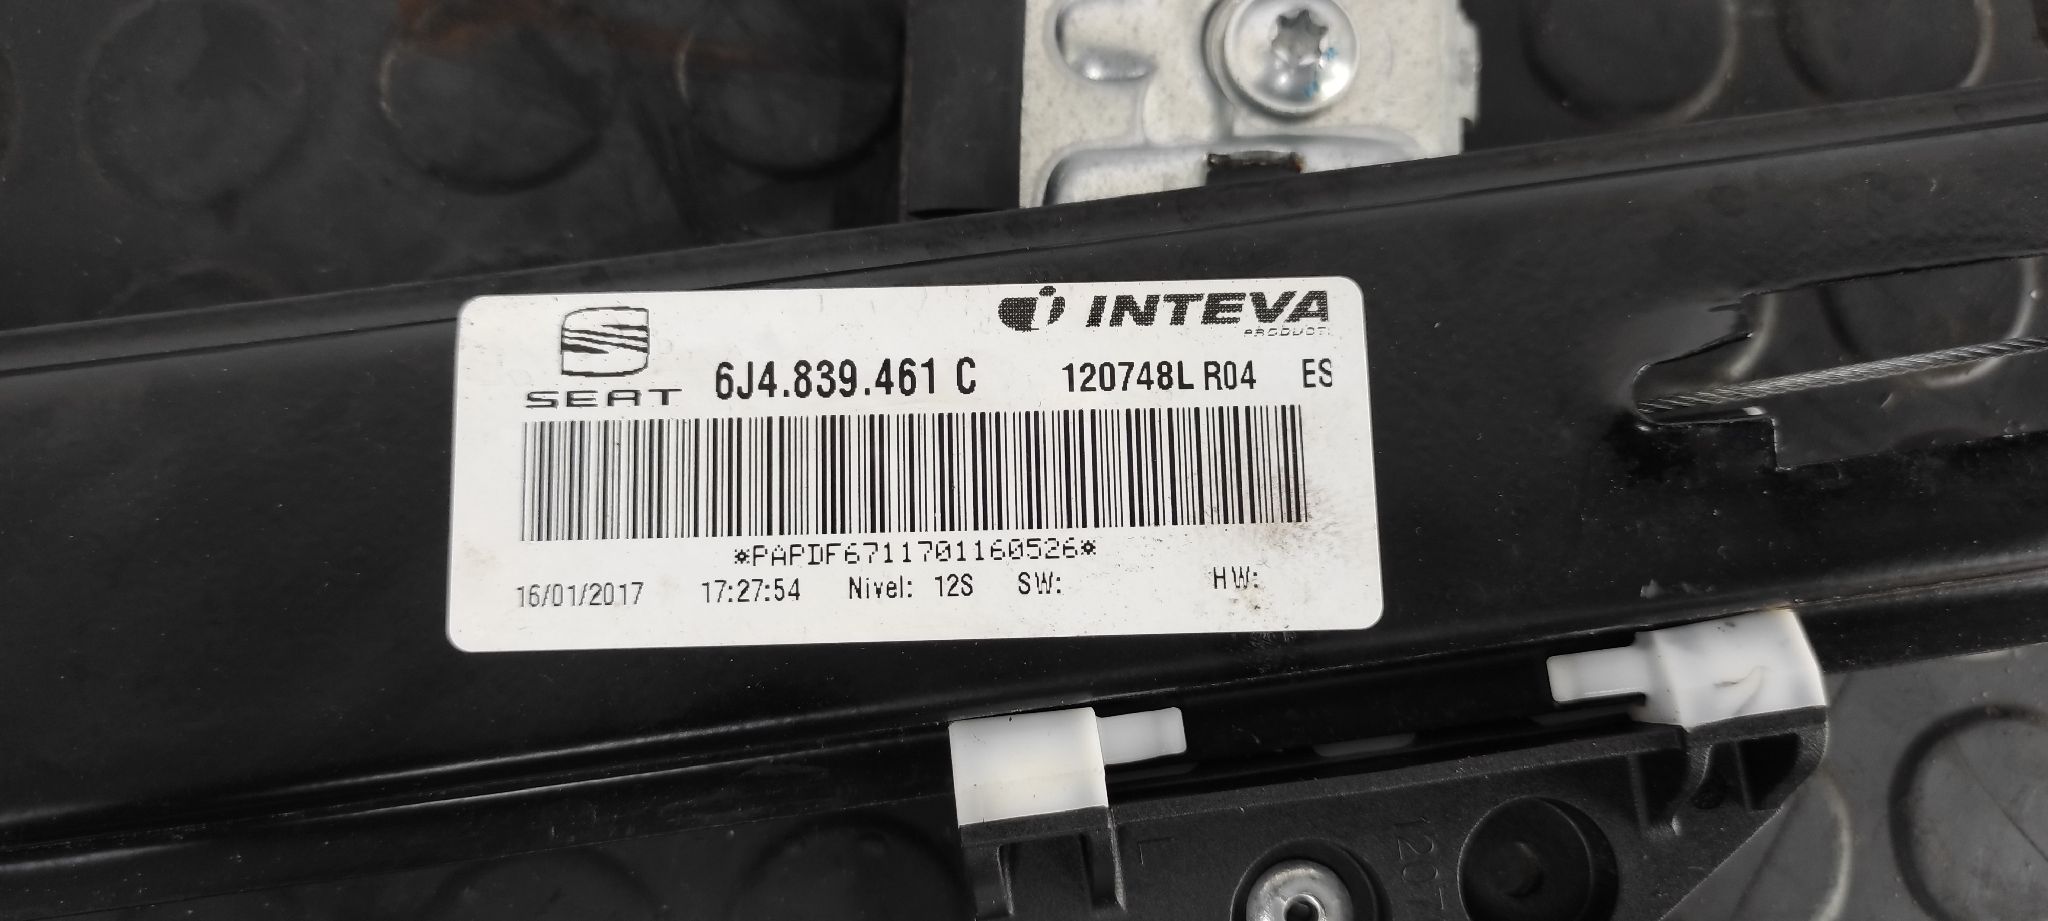 INTEVA
PRODUCT
SEAT 6J4.839.461 C 120748L R04 ES
*PAPDF6711701160526*
16/01/2017 17:27:54 Nivel: 12S SW: HW:
L